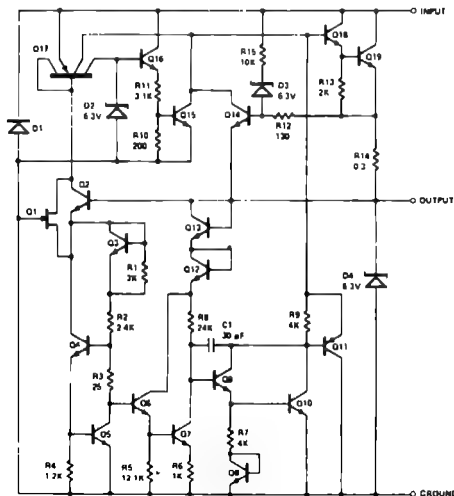 INPUT
Q17
Q16
R15
10K
Q18
Q19
D3
6.3V
R11
3.1K
D2
6.3V
R13
2K
Q15
Q14
D1
R10
200
R12
130
R14
0.3
Q2
OUTPUT
Q1
Q13
Q3
R1
2K
Q12
D4
6.3V
R2
2.4K
R8
24K
C1
30 pF
R9
4K
Q4
Q11
R3
25
Q9
Q6
Q10
Q5
Q7
R7
4K
R4
1.2K
R5
12.1K
R6
1K
Q8
GROUND